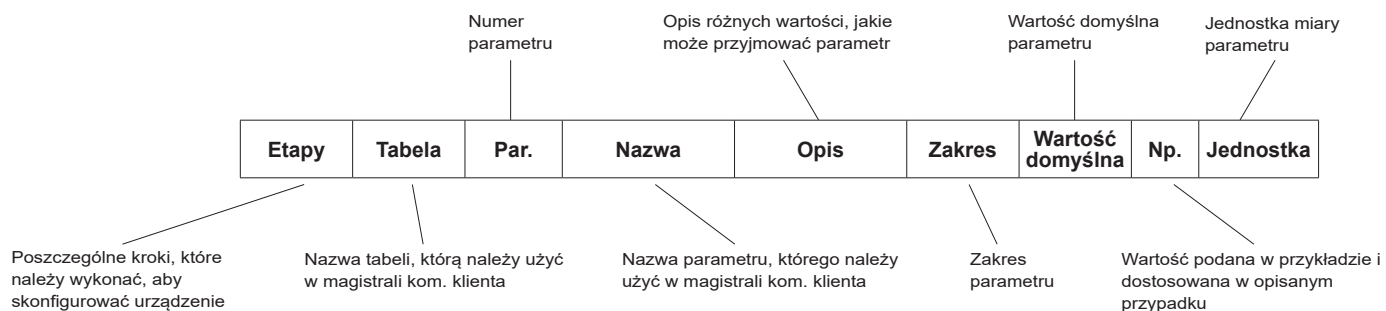 Numer
parametru
Opis różnych wartości, jakie
może przyjmować parametr
Wartość domyślna
parametru
Jednostka miary
parametru
Etapy
Tabela
Par.
Nazwa
Opis
Zakres
Wartość
domyślna
Np.
Jednostka
Poszczególne kroki, które
należy wykonać, aby
skonfigurować urządzenie
Nazwa tabeli, którą należy użyć
w magistrali kom. klienta
Nazwa parametru, którego należy
użyć w magistrali kom. klienta
Zakres
parametru
Wartość podana w przykładzie i
dostosowana w opisanym
przypadku